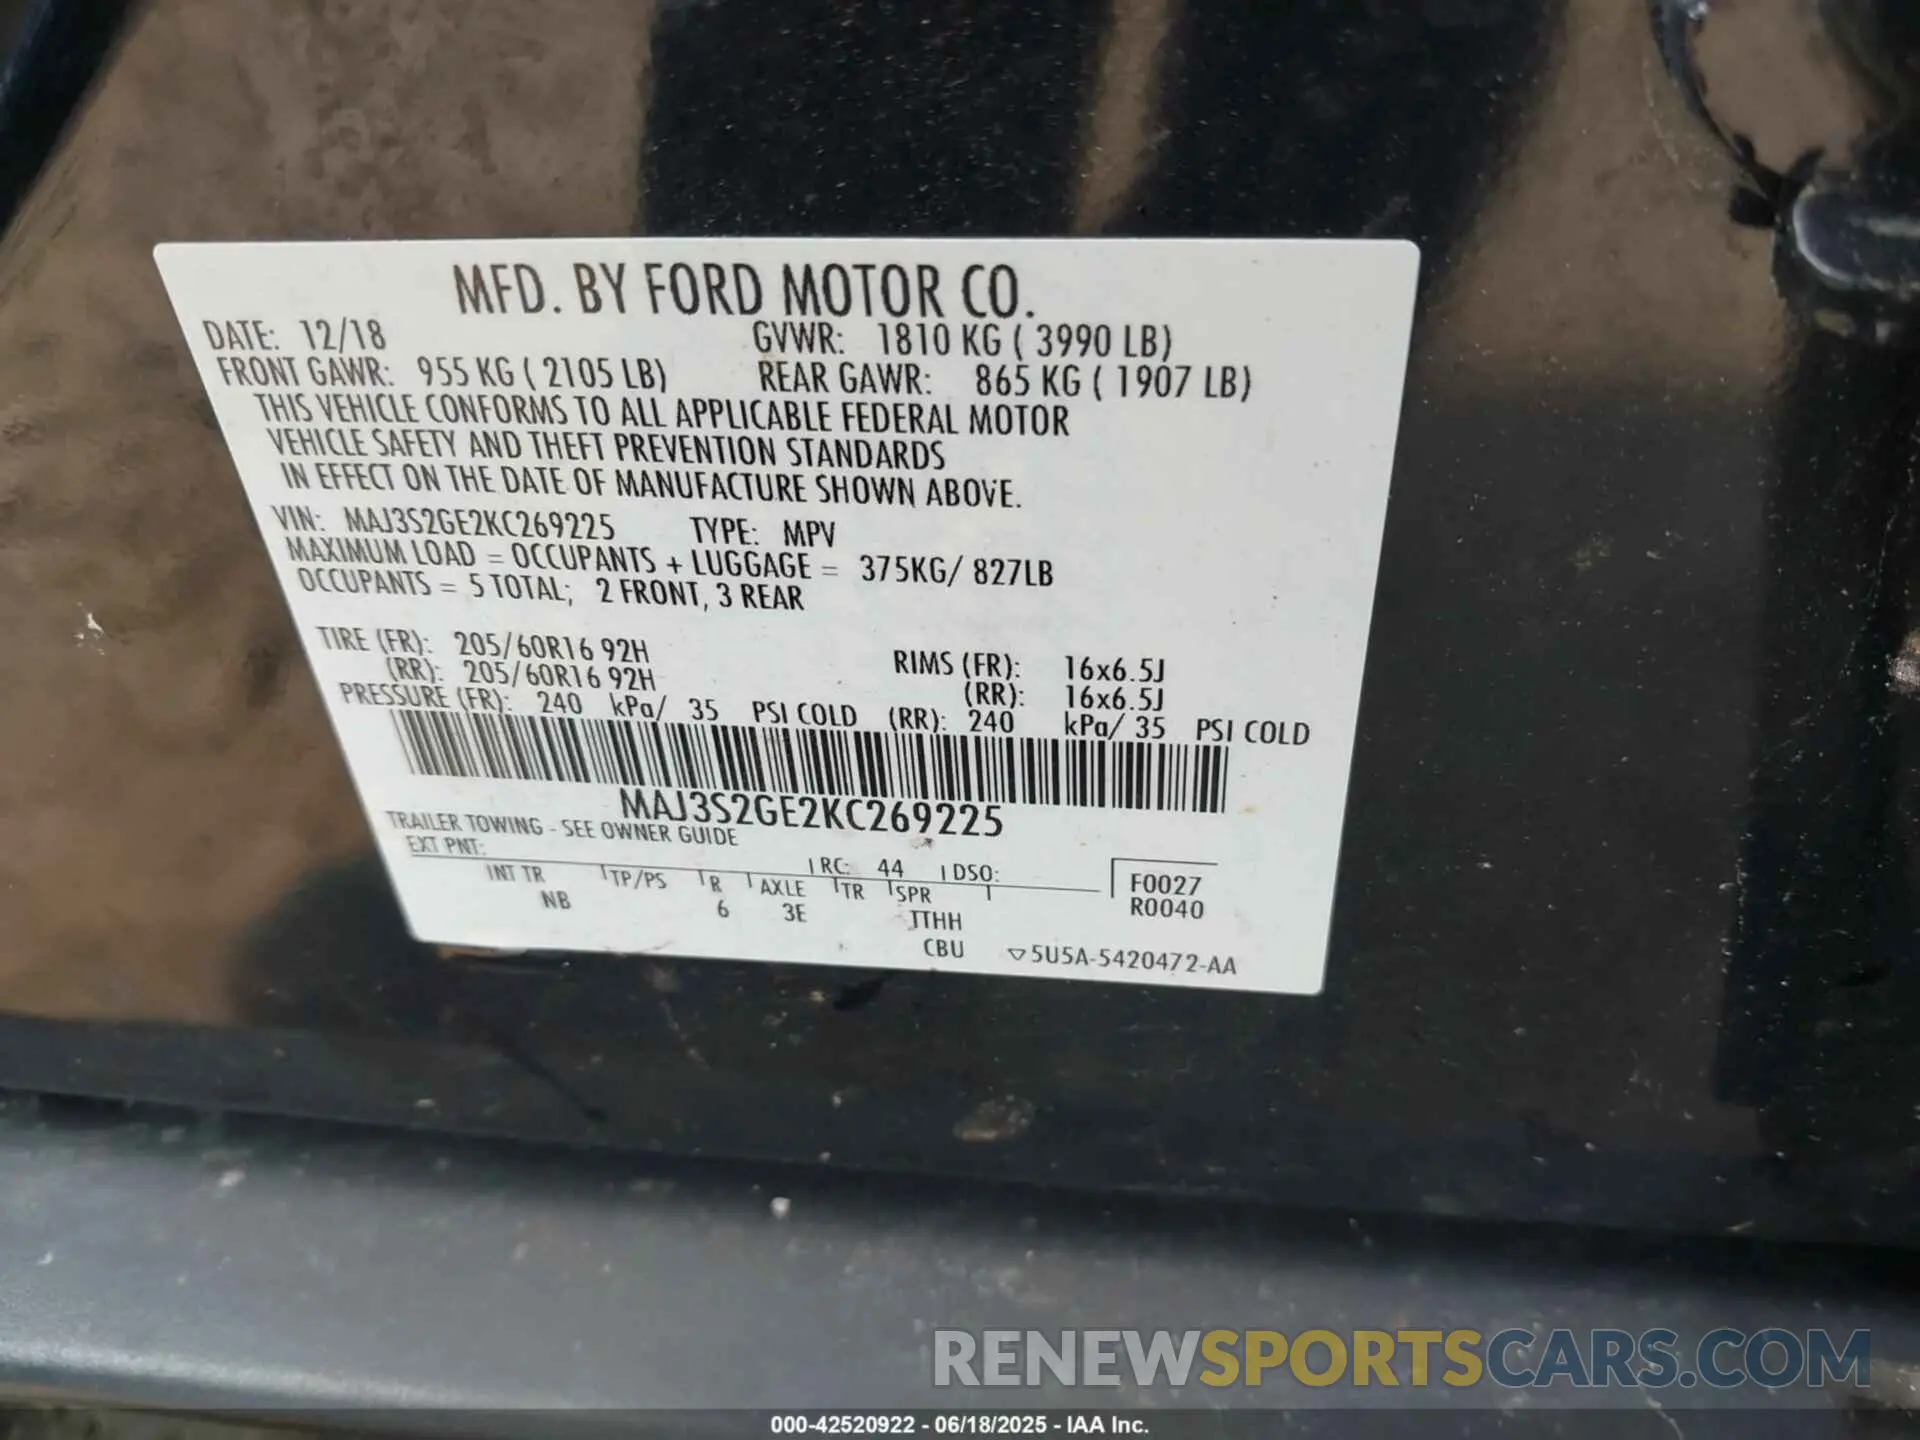 MFD. BY FORD MOTOR CO.
DATE: 12/18 GVWR: 1810 KG ( 3990 LB)
FRONT GAWR: 955 KG ( 2105 LB) REAR GAWR: 865 KG ( 1907 LB)
THIS VEHICLE CONFORMS TO ALL APPLICABLE FEDERAL MOTOR
VEHICLE SAFETY AND THEFT PREVENTION STANDARDS
IN EFFECT ON THE DATE OF MANUFACTURE SHOWN ABOVE.
VIN: MAJ3S2GE2KC269225 TYPE: MPV
MAXIMUM LOAD = OCCUPANTS + LUGGAGE = 375KG/ 827LB
OCCUPANTS = 5 TOTAL; 2 FRONT, 3 REAR
TIRE (FR): 205/60R16 92H RIMS (FR): 16x6.5J
(RR): 205/60R16 92H (RR): 16x6.5J
PRESSURE (FR): 240 kPa/ 35 PSI COLD (RR): 240 kPa/ 35 PSI COLD
MAJ3S2GE2KC269225
TRAILER TOWING - SEE OWNER GUIDE
EXT PNT: RC: 44 DSO:
INT TR TP/PS R AXLE TR SPR F0027
NB 6 3E TTHH R0040
CBU 5U5A-5420472-AA
RENEWSPORTSCARS.COM
000-42520922 - 06/18/2025 - IAA Inc.